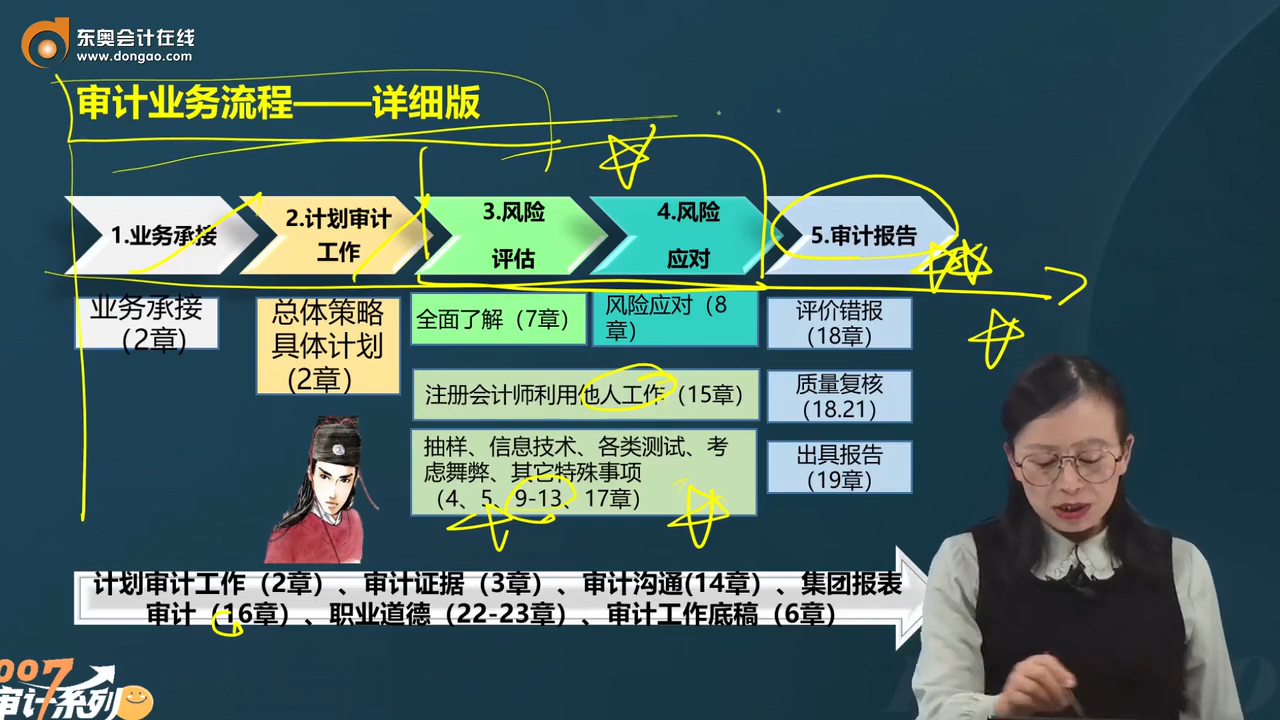 东奥会计在线
www.dongao.com
审计业务流程——详细版
1.业务承接
2.计划审计
工作
3.风险
评估
4.风险
应对
5.审计报告
业务承接
（2章)
总体策略
具体计划
(2章）
全面了解（7章）
风险应对（8
章）
评价错报
（18章）
注册会计师利用他人工作（15章）
质量复核
（18.21）
抽样、信息技术、各类测试、考
虑舞弊、其它特殊事项
（4、5、9-13、17章）
出具报告
（19章）
计划审计工作（2章）、审计证据（3章）、审计沟通(14章）、集团报表
审计（16章）、职业道德（22-23章）、审计工作底稿（6章）
007
审计系列